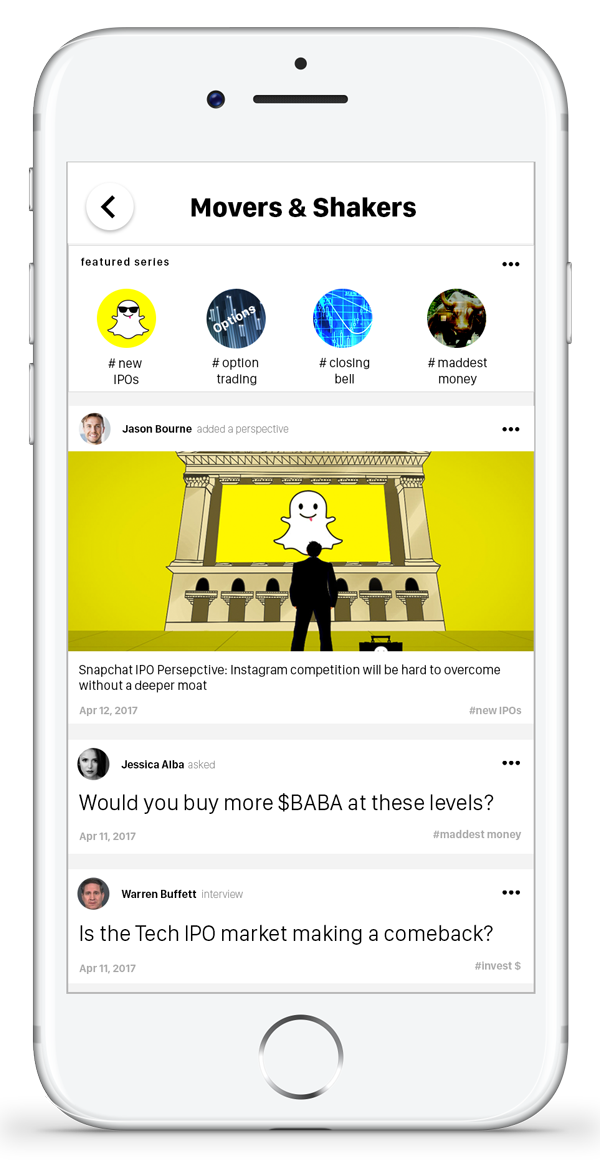 Movers & Shakers
featured series
Options
# new
IPOs
# option
trading
# closing
bell
# maddest
money
Jason Bourne added a perspective
Snapchat IPO Persepctive: Instagram competition will be hard to overcome
without a deeper moat
Apr 12, 2017
#new IPOs
Jessica Alba asked
Would you buy more $BABA at these levels?
Apr 11, 2017
#maddest money
Warren Buffett interview
Is the Tech IPO market making a comeback?
Apr 11, 2017
#invest $